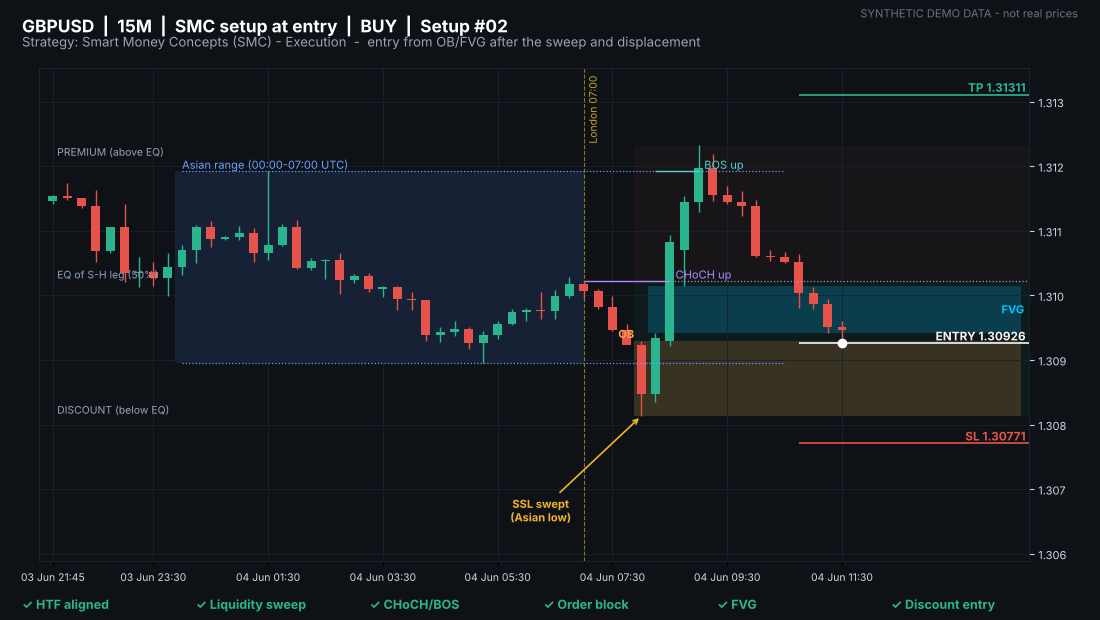 GBPUSD | 15M | SMC setup at entry | BUY | Setup #02
SYNTHETIC DEMO DATA - not real prices
Strategy: Smart Money Concepts (SMC) - Execution - entry from OB/FVG after the sweep and displacement
London 07:00
TP 1.31311
1.313
PREMIUM (above EQ)
Asian range (00:00-07:00 UTC)
BOS up
1.312
1.311
EQ of S-H leg (50%)
CHoCH up
1.310
FVG
OB
ENTRY 1.30926
1.309
DISCOUNT (below EQ)
1.308
SL 1.30771
SSL swept
(Asian low)
1.307
1.306
03 Jun 21:45
03 Jun 23:30
04 Jun 01:30
04 Jun 03:30
04 Jun 05:30
04 Jun 07:30
04 Jun 09:30
04 Jun 11:30
✓ HTF aligned
✓ Liquidity sweep
✓ CHoCH/BOS
✓ Order block
✓ FVG
✓ Discount entry